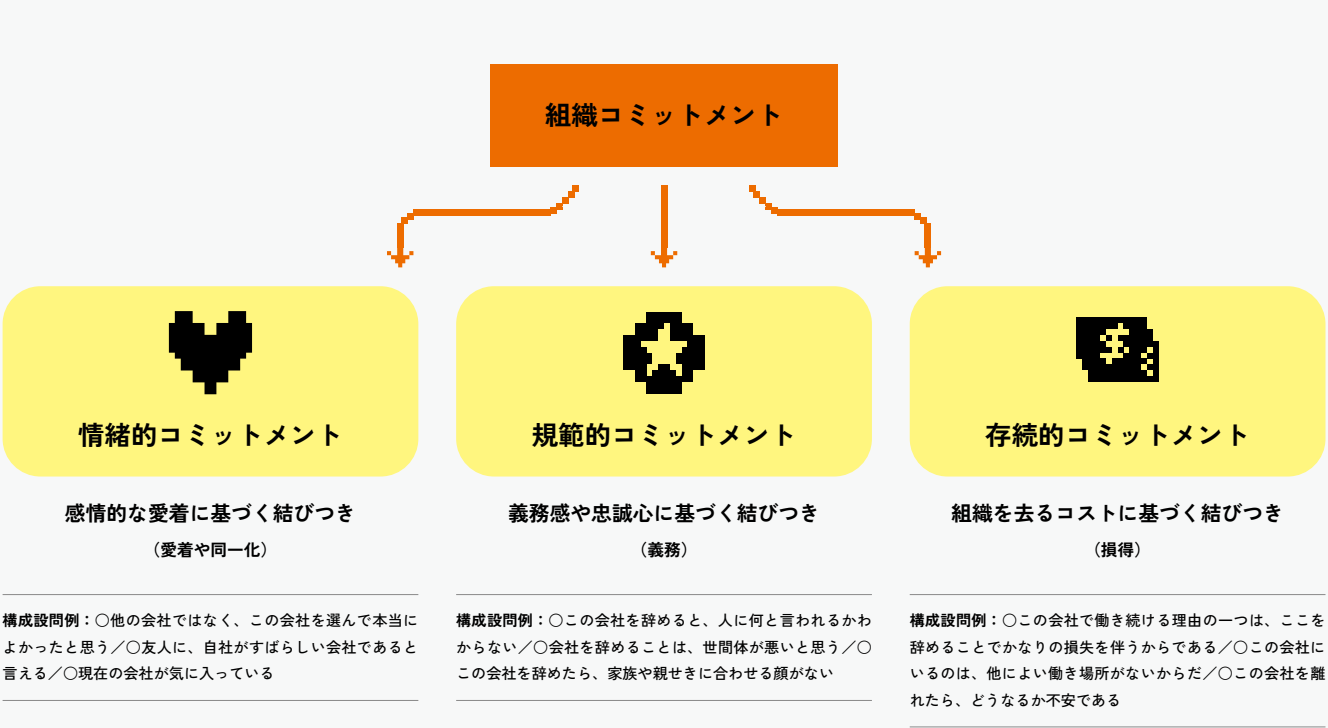 組織コミットメント
情緒的コミットメント
感情的な愛着に基づく結びつき
（愛着や同一化）
構成設問例：○他の会社ではなく、この会社を選んで本当に
よかったと思う／○友人に、自社がすばらしい会社であると
言える／○現在の会社が気に入っている
規範的コミットメント
義務感や忠誠心に基づく結びつき
（義務）
構成設問例：○この会社を辞めると、人に何と言われるかわ
からない／○会社を辞めることは、世間体が悪いと思う／○
この会社を辞めたら、家族や親せきに合わせる顔がない
存続的コミットメント
組織を去るコストに基づく結びつき
（損得）
構成設問例：○この会社で働き続ける理由の一つは、ここを
辞めることでかなりの損失を伴うからである／○この会社に
いるのは、他によい働き場所がないからだ／○この会社を離
れたら、どうなるか不安である